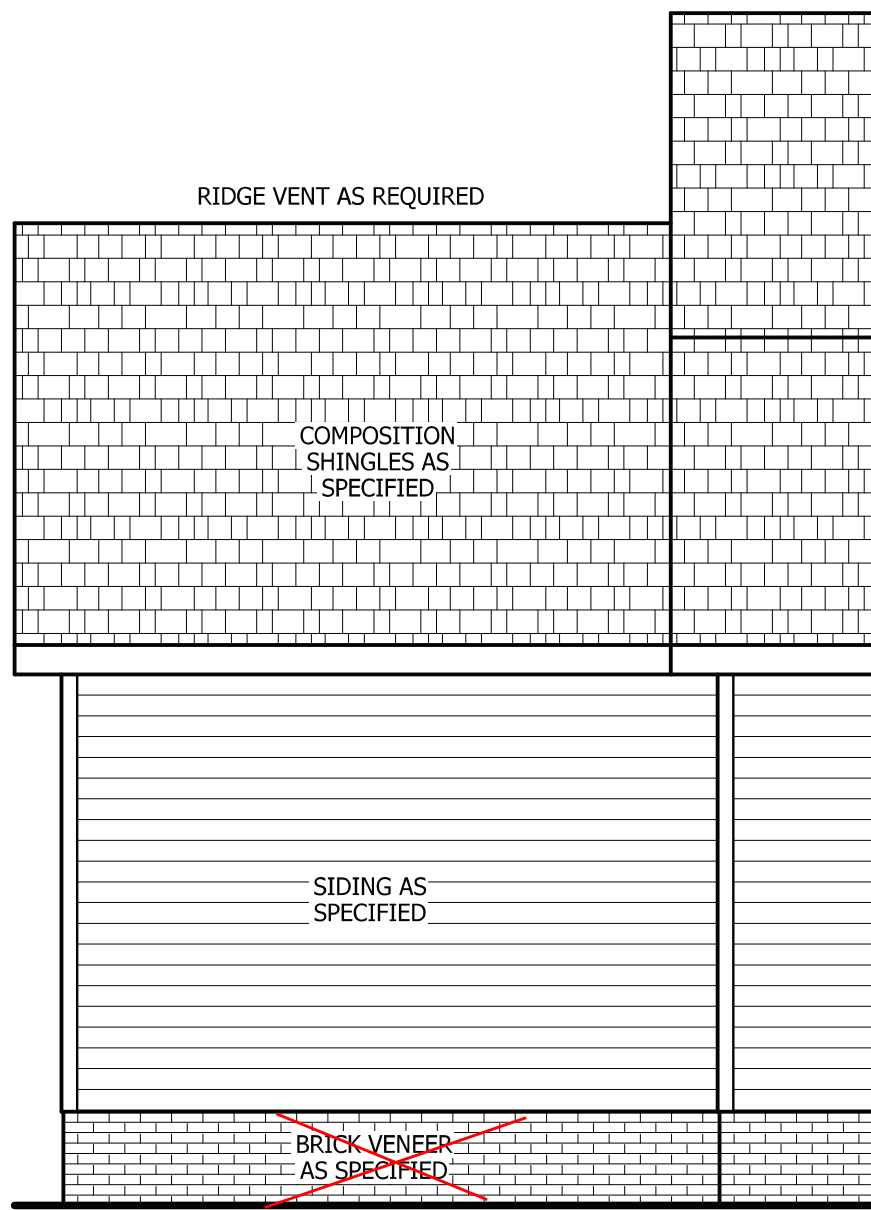 RIDGE VENT AS REQUIRED
COMPOSITION
SHINGLES AS
SPECIFIED
SIDING AS
SPECIFIED
BRICK VENEER
AS SPECIFIED